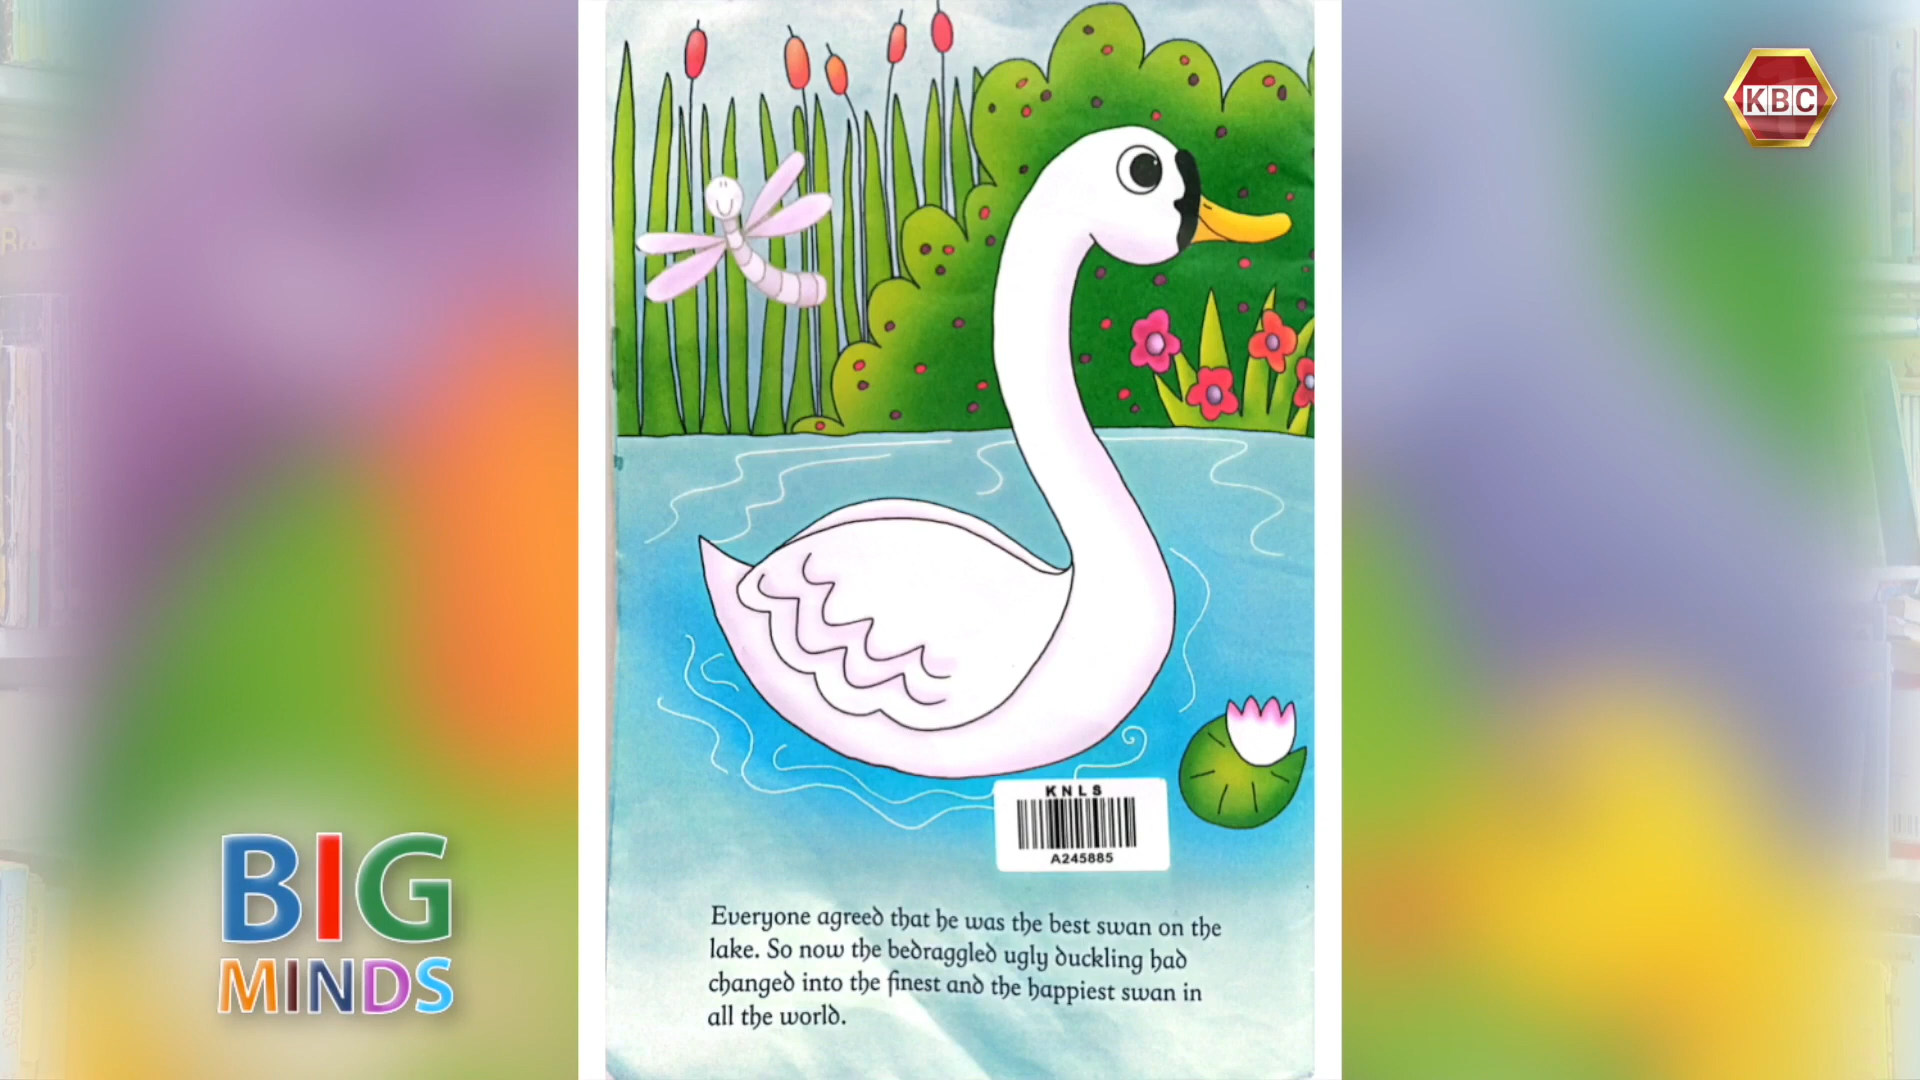 KBC
KNLS
A245885
Everyone agreed that he was the best swan on the
lake. So now the bedraggled ugly duckling had
changed into the finest and the happiest swan in
all the world.
BIG
MINDS